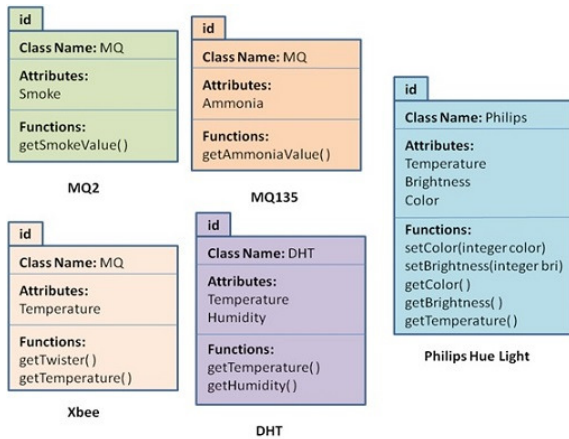 id
Class Name: MQ
Attributes:
Smoke
Functions:
getSmokeValue()
MQ2
id
Class Name: MQ
Attributes:
Ammonia
Functions:
getAmmoniaValue()
MQ135
id
Class Name: Philips
Attributes:
Temperature
Brightness
Color
Functions:
setColor(integer color)
setBrightness(integer bri)
getColor()
getBrightness()
getTemperature()
Philips Hue Light
id
Class Name: MQ
Attributes:
Temperature
Functions:
getTwister()
getTemperature()
Xbee
id
Class Name: DHT
Attributes:
Temperature
Humidity
Functions:
getTemperature()
getHumidity()
DHT